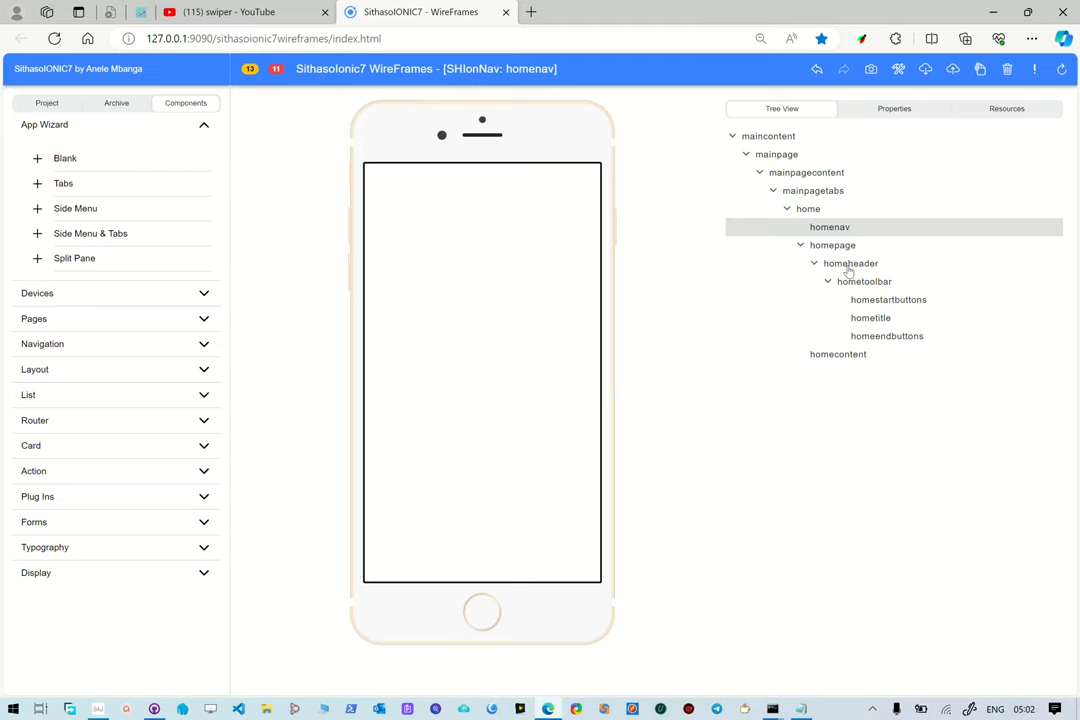 (115) swiper - YouTube
SithasoIONIC7 - WireFrames
127.0.0.1:9090/sithasoionic7wireframes/index.html
SithasoIONIC7 by Anele Mbanga
13
11
SithasoIonic7 WireFrames - [SHIonNav: homenav]
Project
Archive
Components
App Wizard
Blank
Tabs
Side Menu
Side Menu & Tabs
Split Pane
Devices
Pages
Navigation
Layout
List
Router
Card
Action
Plug Ins
Forms
Typography
Display
Tree View
Properties
Resources
maincontent
mainpage
mainpagecontent
mainpagetabs
home
homenav
homepage
homeheader
hometoolbar
homestartbuttons
hometitle
homeendbuttons
homecontent
ENG
05:02